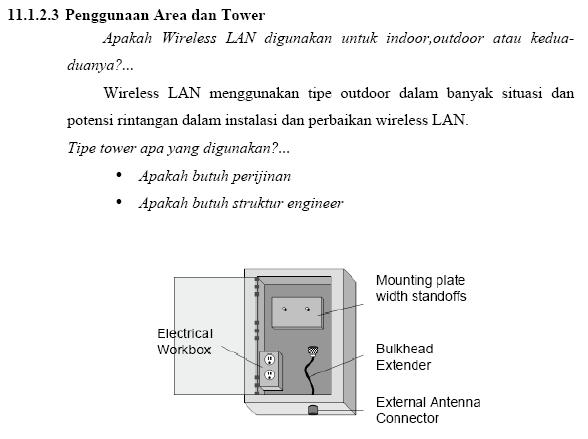 11.1.2.3 Penggunaan Area dan Tower
Apakah Wireless LAN digunakan untuk indoor,outdoor atau kedua-
duanya?...
Wireless LAN menggunakan tipe outdoor dalam banyak situasi dan
potensi rintangan dalam instalasi dan perbaikan wireless LAN.
Tipe tower apa yang digunakan?...
• Apakah butuh perijinan
• Apakah butuh struktur engineer
Mounting plate
width standoffs
Electrical
Workbox
Bulkhead
Extender
External Antenna
Connector